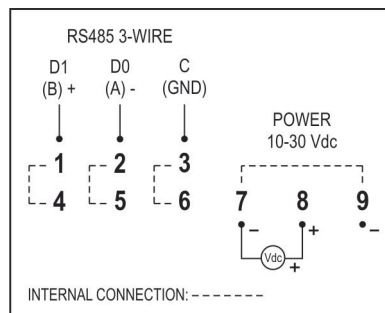 RS485 3-WIRE
D1 D0 C
(B) + (A) - (GND)
POWER
10-30 Vdc
1 2 3
4 5 6
7 8 9
- + -
Vdc +
INTERNAL CONNECTION: